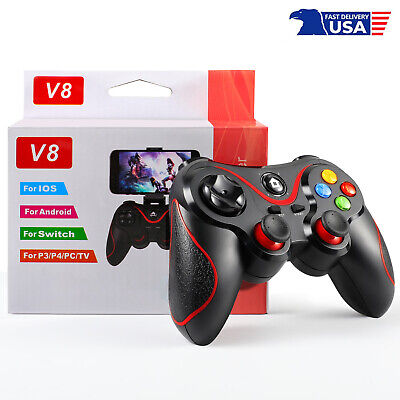 FAST DELIVERY
USA
V8
V8
For IOS
For Android
For Switch
For P3/P4/PC/TV